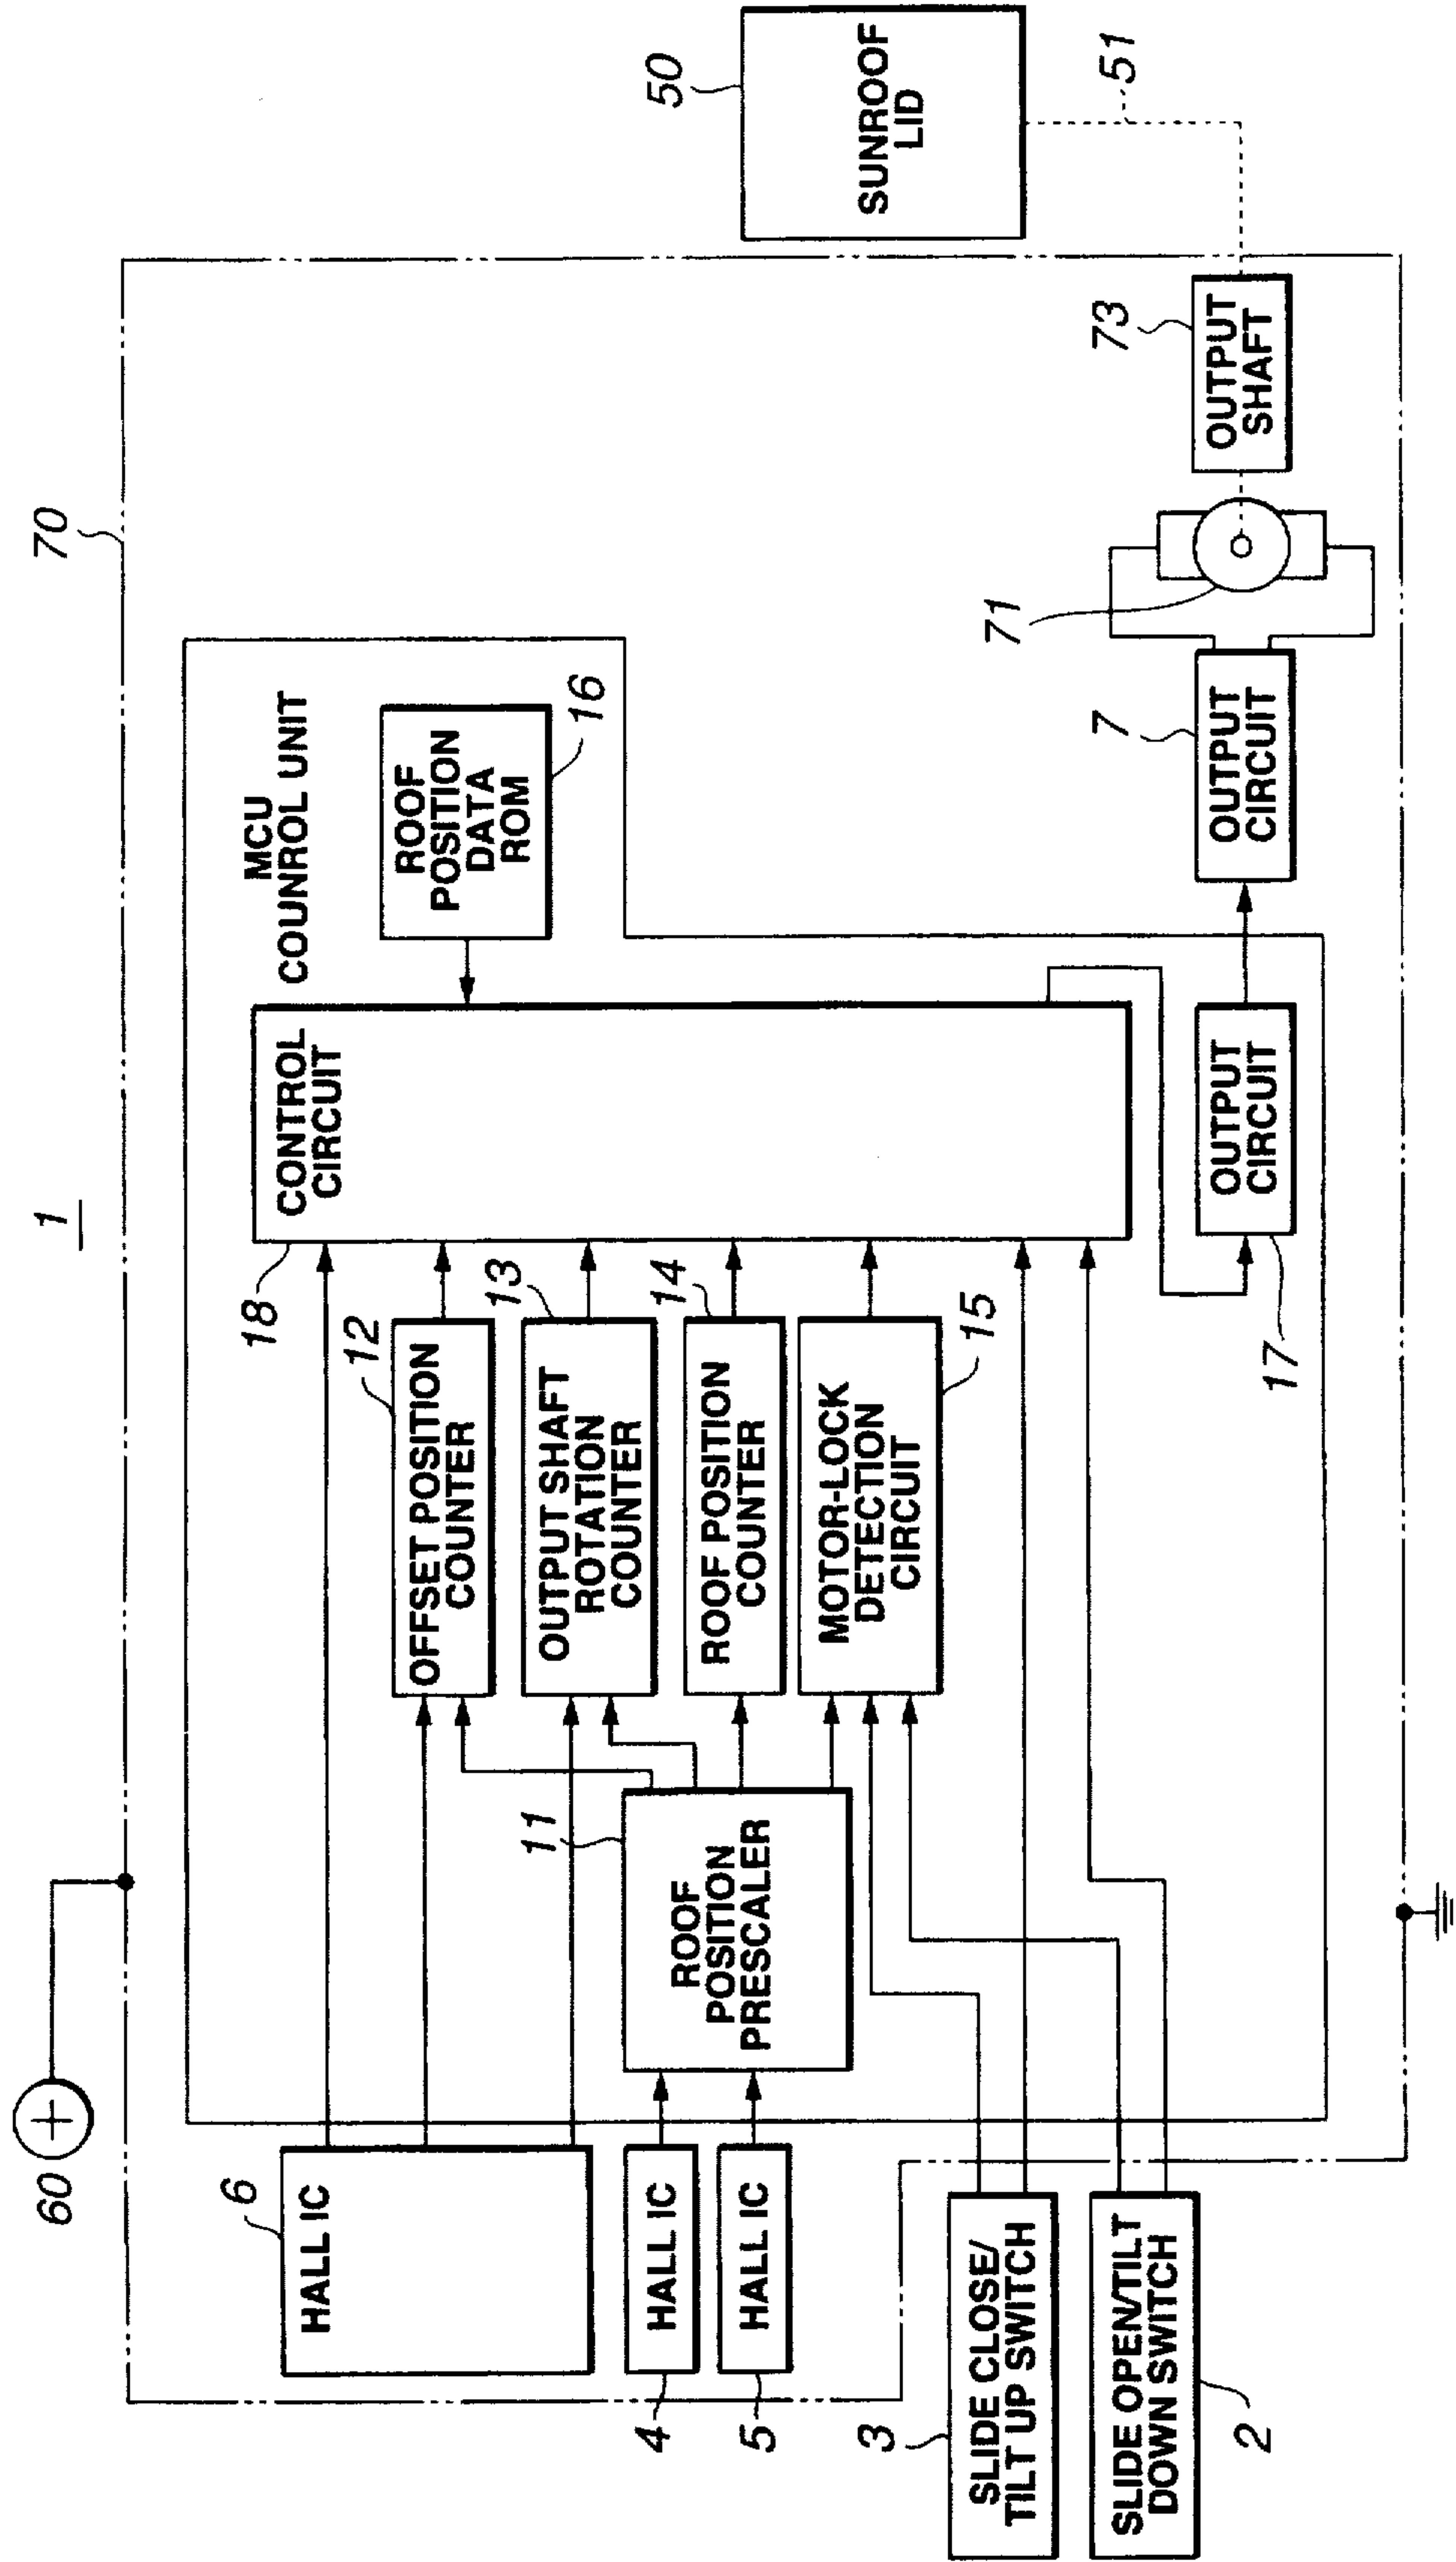 1
60
70
MCU
COUNROL UNIT
6
HALL IC
4
HALL IC
5
HALL IC
3
SLIDE CLOSE/
TILT UP SWITCH
2
SLIDE OPEN/TILT
DOWN SWITCH
11
ROOF
POSITION
PRESCALER
12
OFFSET POSITION
COUNTER
13
OUTPUT SHAFT
ROTATION
COUNTER
14
ROOF POSITION
COUNTER
15
MOTOR-LOCK
DETECTION
CIRCUIT
18
CONTROL
CIRCUIT
16
ROOF
POSITION
DATA
ROM
17
OUTPUT
CIRCUIT
7
OUTPUT
CIRCUIT
71
73
OUTPUT
SHAFT
50
SUNROOF
LID
51